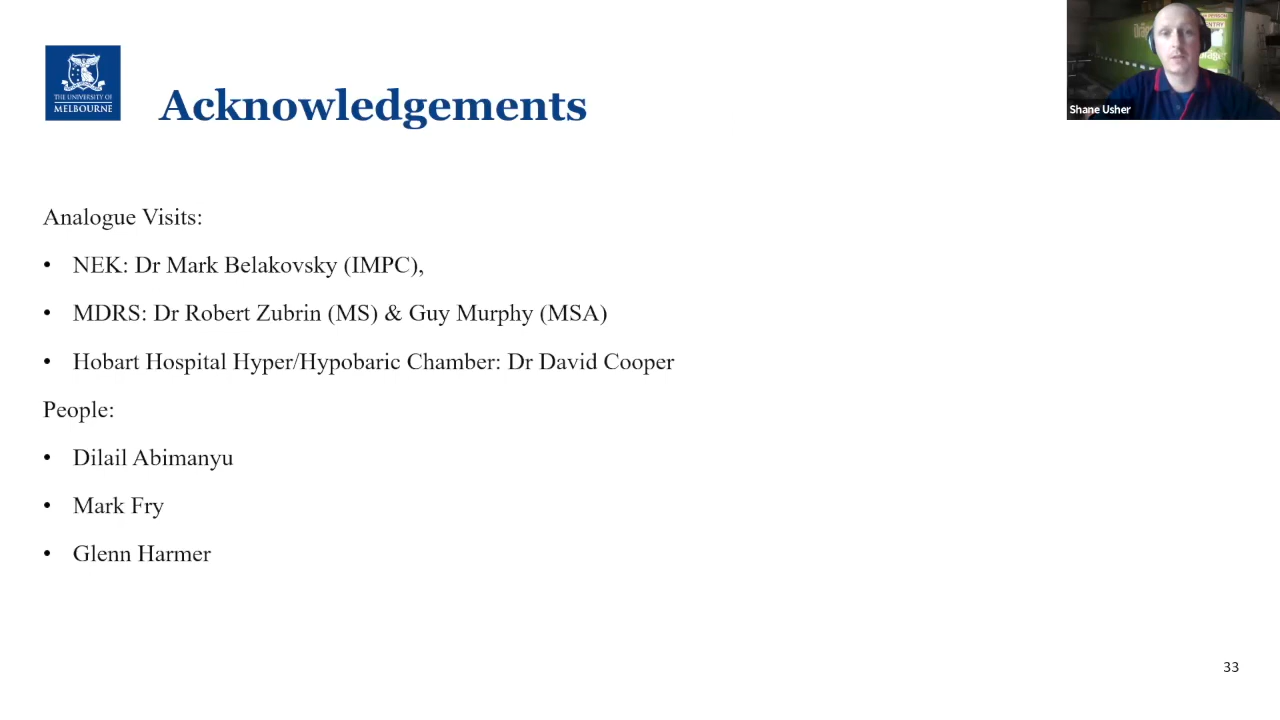 THE UNIVERSITY OF
MELBOURNE
Acknowledgements
Shane Usher
Analogue Visits:
• NEK: Dr Mark Belakovsky (IMPC),
• MDRS: Dr Robert Zubrin (MS) & Guy Murphy (MSA)
• Hobart Hospital Hyper/Hypobaric Chamber: Dr David Cooper
People:
• Dilail Abimanyu
• Mark Fry
• Glenn Harmer
33